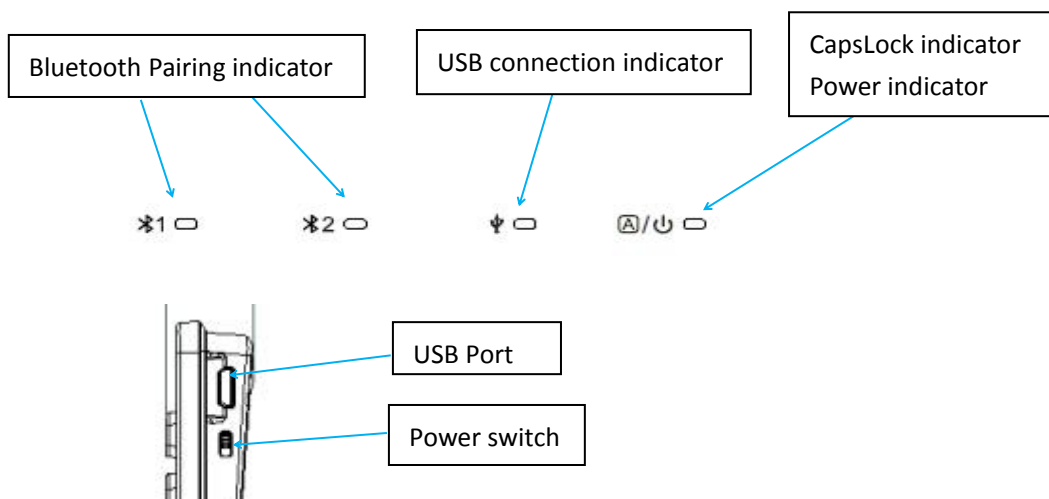 Bluetooth Pairing indicator
USB connection indicator
CapsLock indicator
Power indicator
1
2
A/
USB Port
Power switch